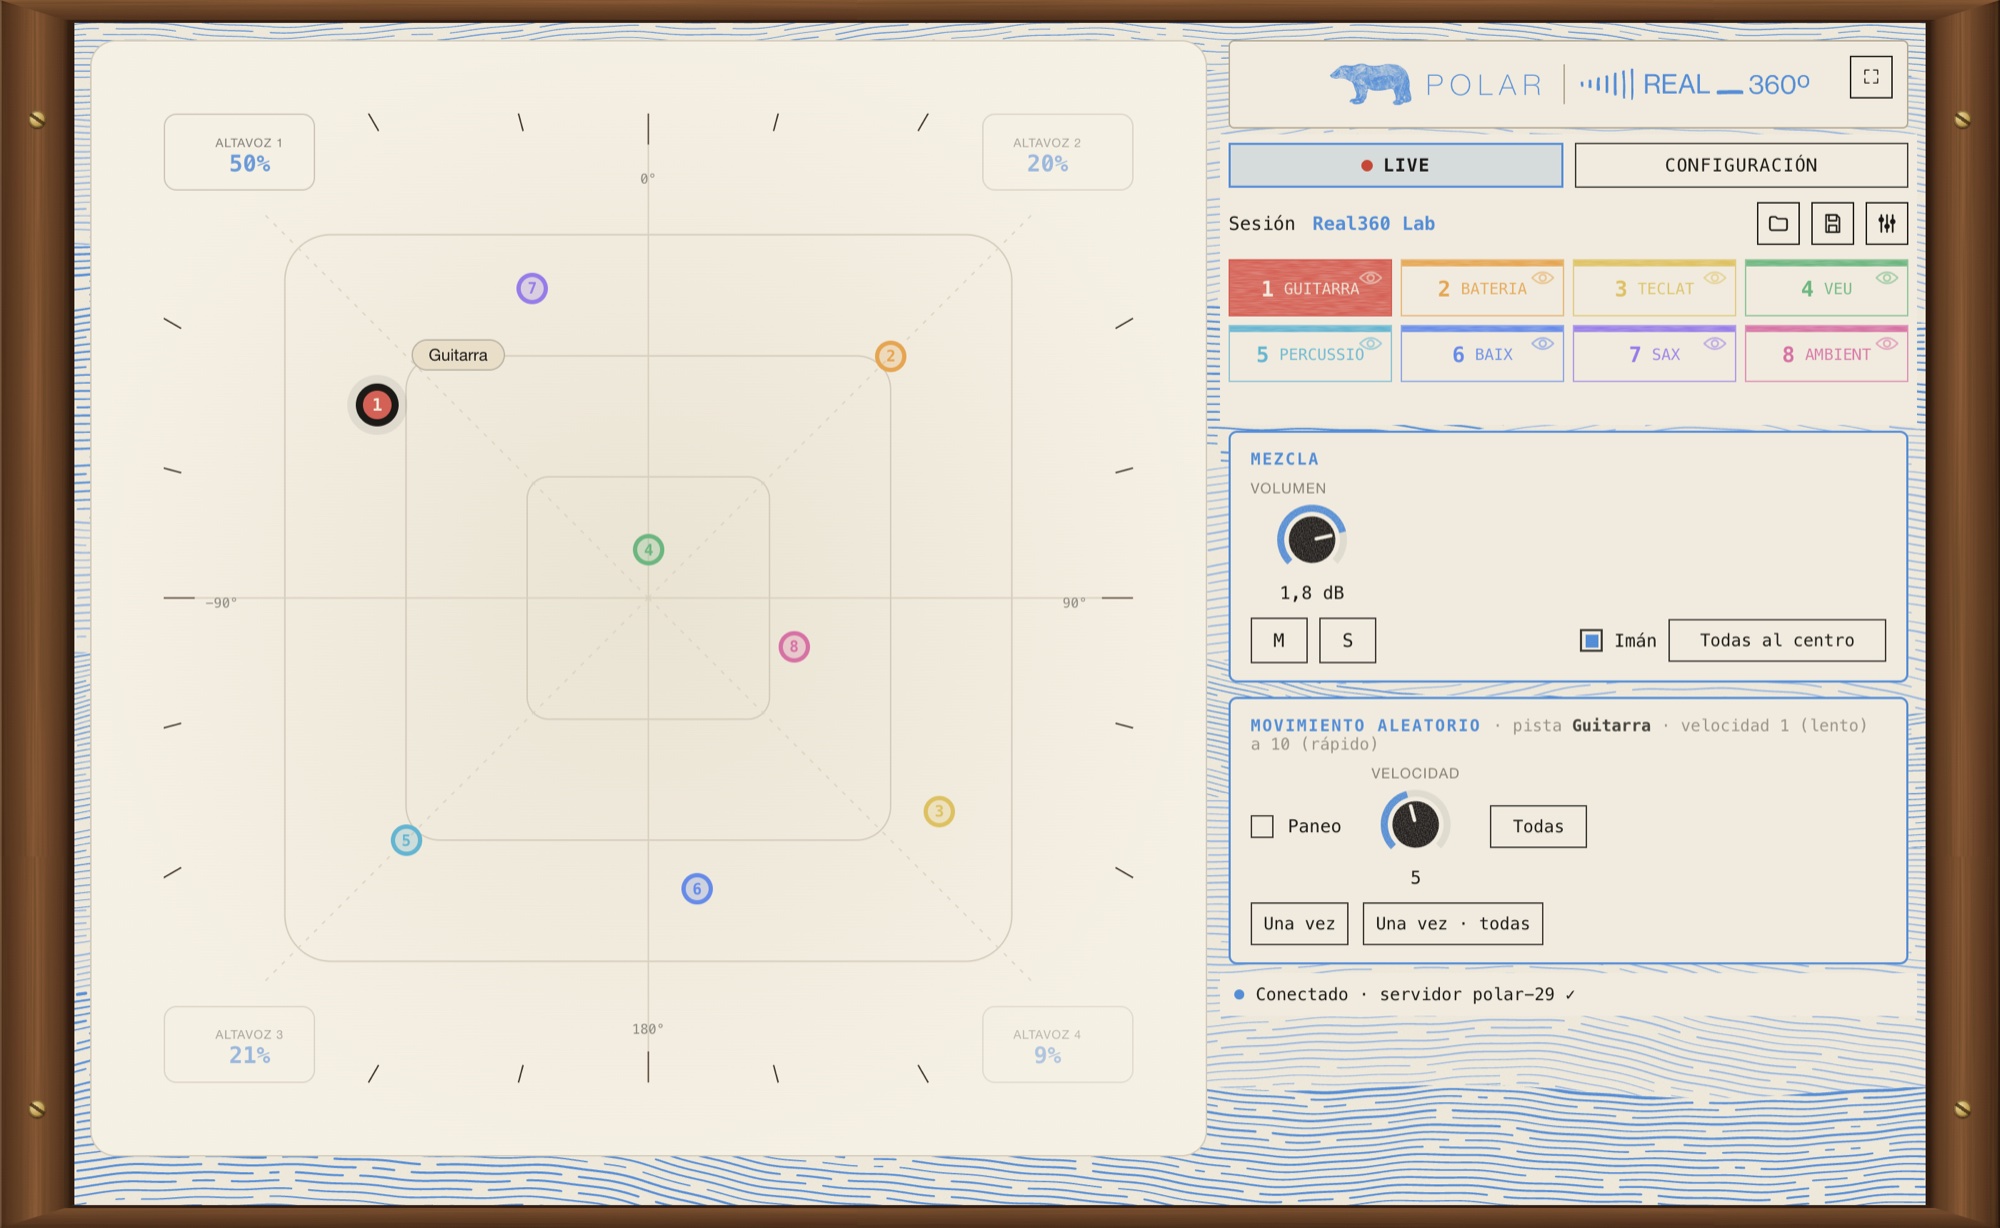 ALTAVOZ 1
50%
ALTAVOZ 2
20%
0°
7
Guitarra
2
1
4
-90°
90°
8
3
5
6
180°
ALTAVOZ 3
21%
ALTAVOZ 4
9%
POLAR
REAL_360º
LIVE
CONFIGURACIÓN
Sesión Real360 Lab
1 GUITARRA
2 BATERIA
3 TECLAT
4 VEU
5 PERCUSSIO
6 BAIX
7 SAX
8 AMBIENT
MEZCLA
VOLUMEN
1,8 dB
M
S
Imán
Todas al centro
MOVIMIENTO ALEATORIO · pista Guitarra · velocidad 1 (lento)
a 10 (rápido)
VELOCIDAD
Paneo
Todas
5
Una vez
Una vez · todas
Conectado · servidor polar-29 ✓